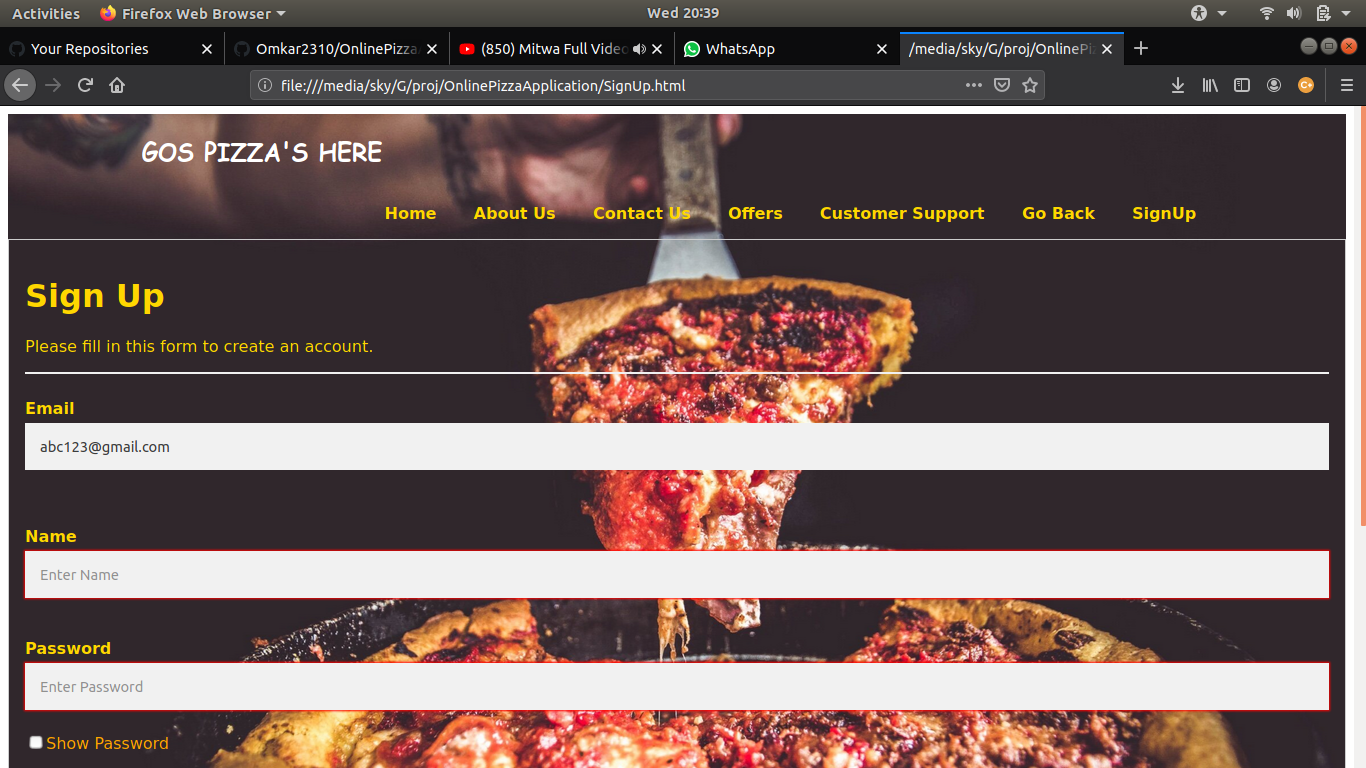 Activities Firefox Web Browser Wed 20:39
Your Repositories Omkar2310/OnlinePizza (850) Mitwa Full Video WhatsApp /media/sky/G/proj/OnlinePi
file:///media/sky/G/proj/OnlinePizzaApplication/SignUp.html
GOS PIZZA'S HERE
Home About Us Contact Us Offers Customer Support Go Back SignUp
Sign Up
Please fill in this form to create an account.
Email
abc123@gmail.com
Name
Enter Name
Password
Enter Password
Show Password